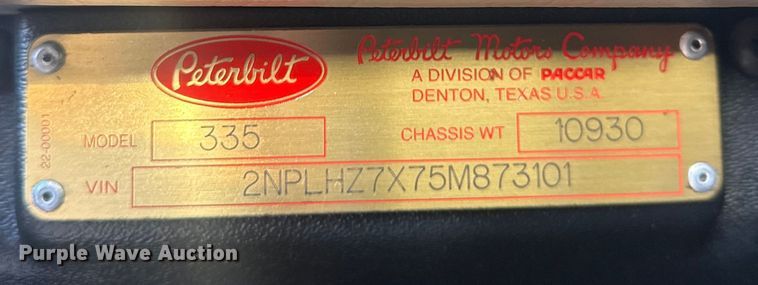 Peterbilt
Peterbilt Motors Company
A DIVISION OF PACCAR
DENTON, TEXAS U.S.A.
22-00001
MODEL 335
CHASSIS WT 10930
VIN 2NPLHZ7X75M873101
Purple Wave Auction